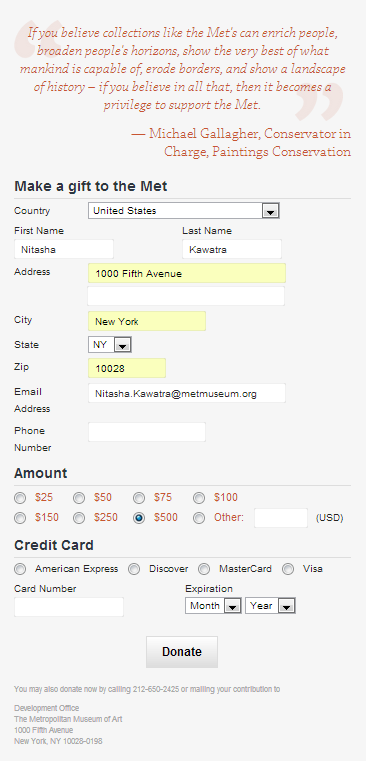 If you believe collections like the Met's can enrich people,
broaden people's horizons, show the very best of what
mankind is capable of, erode borders, and show a landscape
of history – if you believe in all that, then it becomes a
privilege to support the Met.
— Michael Gallagher, Conservator in
Charge, Paintings Conservation
Make a gift to the Met
Country United States
First Name Last Name
Nitasha Kawatra
Address 1000 Fifth Avenue
City New York
State NY
Zip 10028
Email Nitasha.Kawatra@metmuseum.org
Address
Phone
Number
Amount
$25 $50 $75 $100
$150 $250 $500 Other: (USD)
Credit Card
American Express Discover MasterCard Visa
Card Number Expiration
Month Year
Donate
You may also donate now by calling 212-650-2425 or mailing your contribution to
Development Office
The Metropolitan Museum of Art
1000 Fifth Avenue
New York, NY 10028-0198